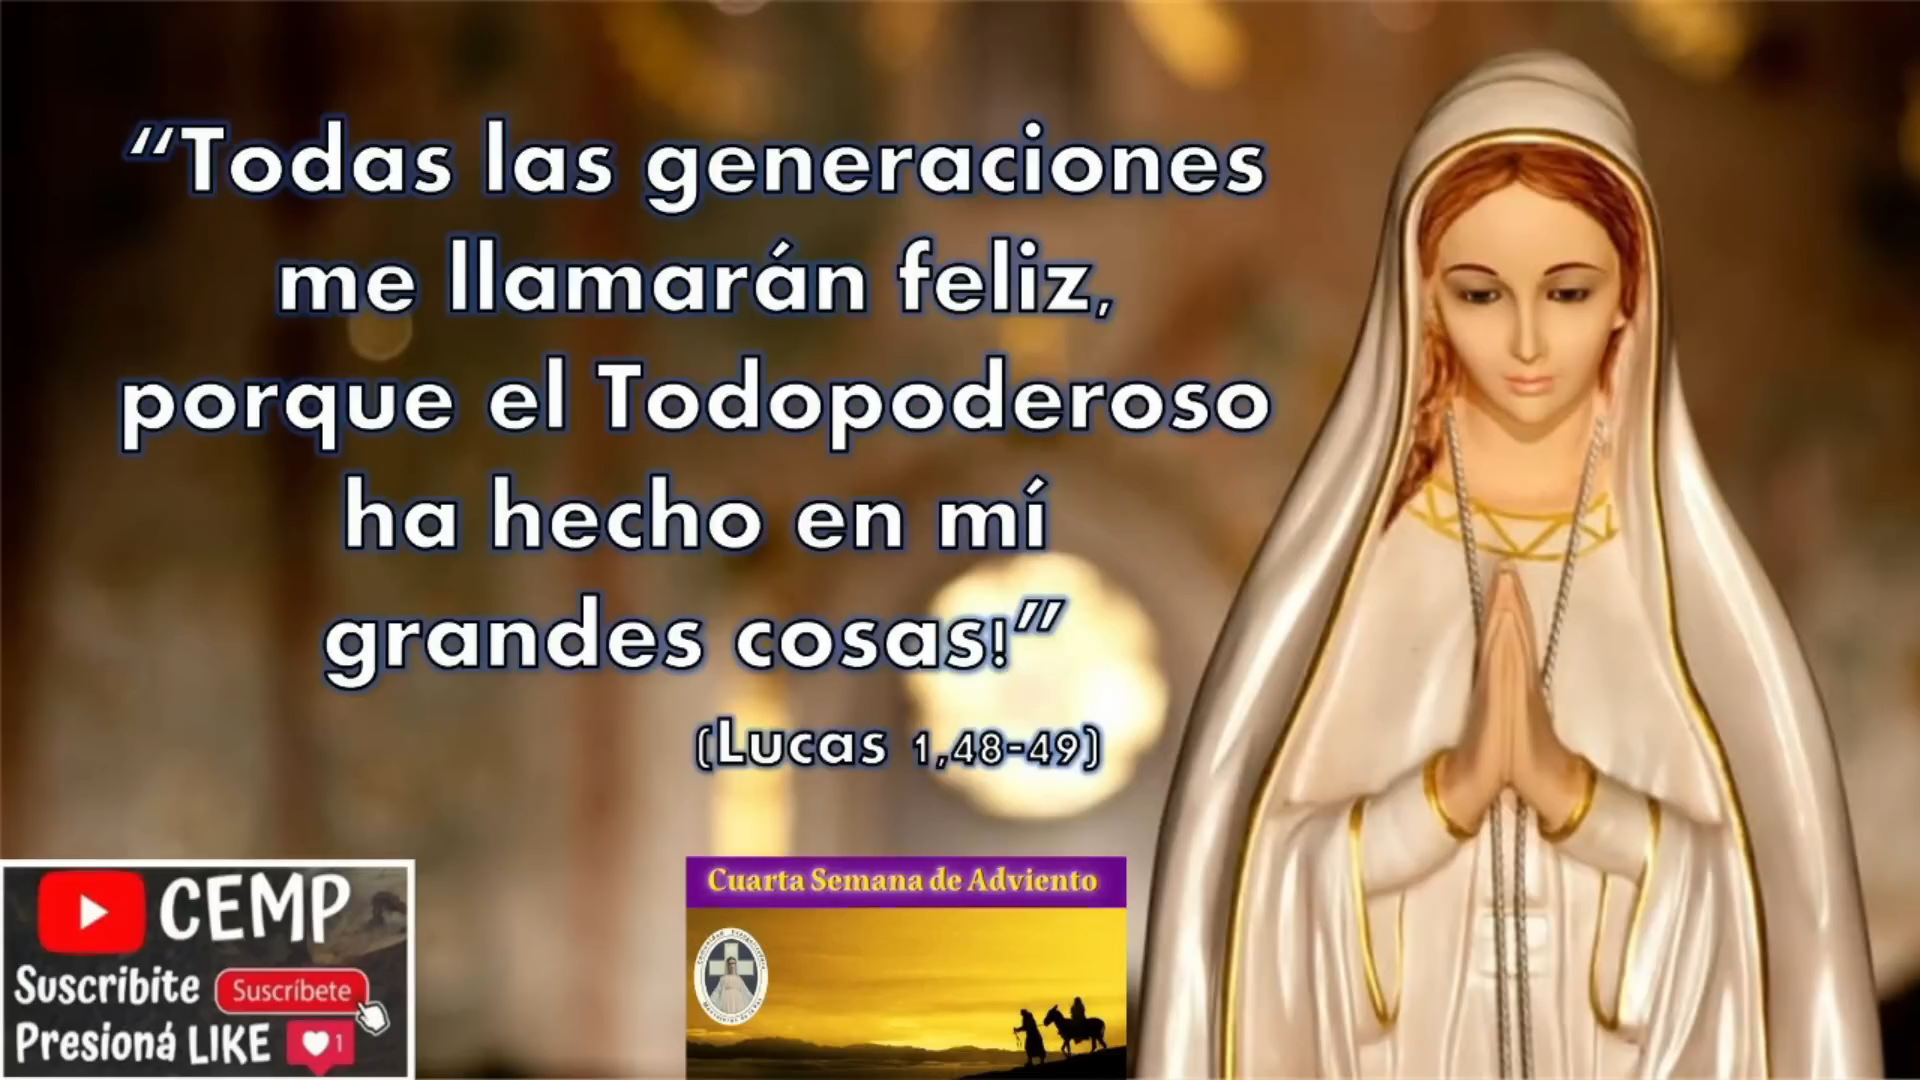 “Todas las generaciones
me llamarán feliz,
porque el Todopoderoso
ha hecho en mí
grandes cosas!”
(Lucas 1,48-49)
CEMP
Suscribite
Suscríbete
Presioná LIKE
1
Cuarta Semana de Adviento